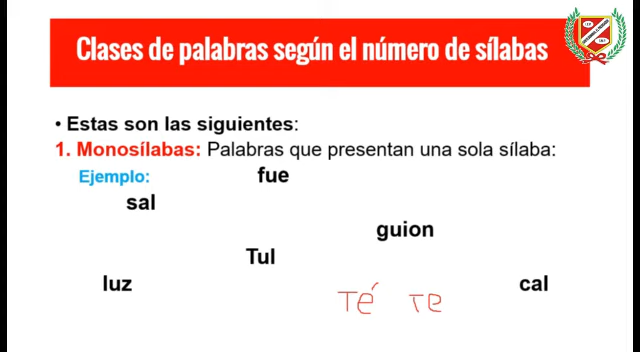 Clases de palabras según el número de sílabas
• Estas son las siguientes:
1. Monosílabas: Palabras que presentan una sola sílaba:
Ejemplo: fue
sal
guion
Tul
luz cal
Té Te